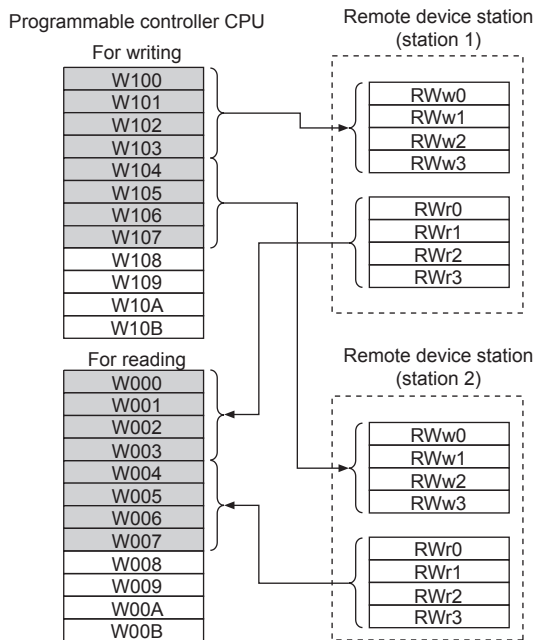 Programmable controller CPU
For writing
W100
W101
W102
W103
W104
W105
W106
W107
W108
W109
W10A
W10B
For reading
W000
W001
W002
W003
W004
W005
W006
W007
W008
W009
W00A
W00B
Remote device station
(station 1)
RWw0
RWw1
RWw2
RWw3
RWr0
RWr1
RWr2
RWr3
Remote device station
(station 2)
RWw0
RWw1
RWw2
RWw3
RWr0
RWr1
RWr2
RWr3